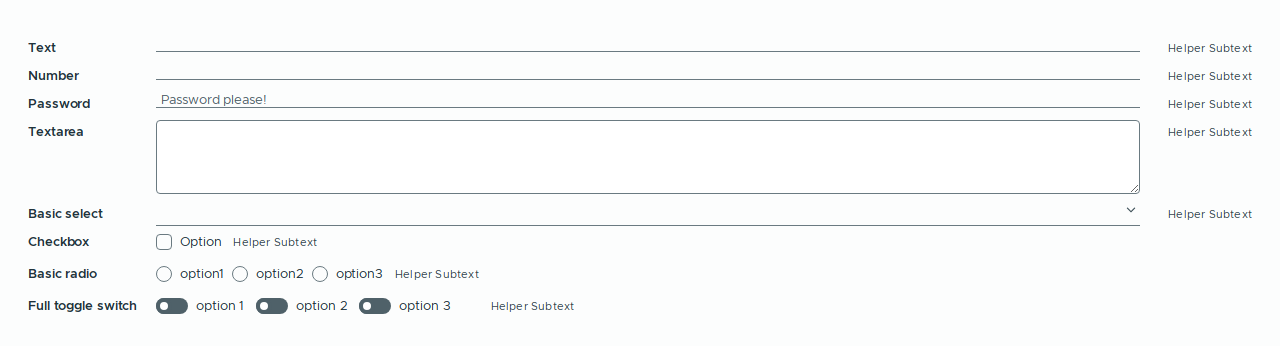 Text Helper Subtext
Number Helper Subtext
Password Password please! Helper Subtext
Textarea Helper Subtext
Basic select Helper Subtext
Checkbox Option Helper Subtext
Basic radio option1 option2 option3 Helper Subtext
Full toggle switch option 1 option 2 option 3 Helper Subtext